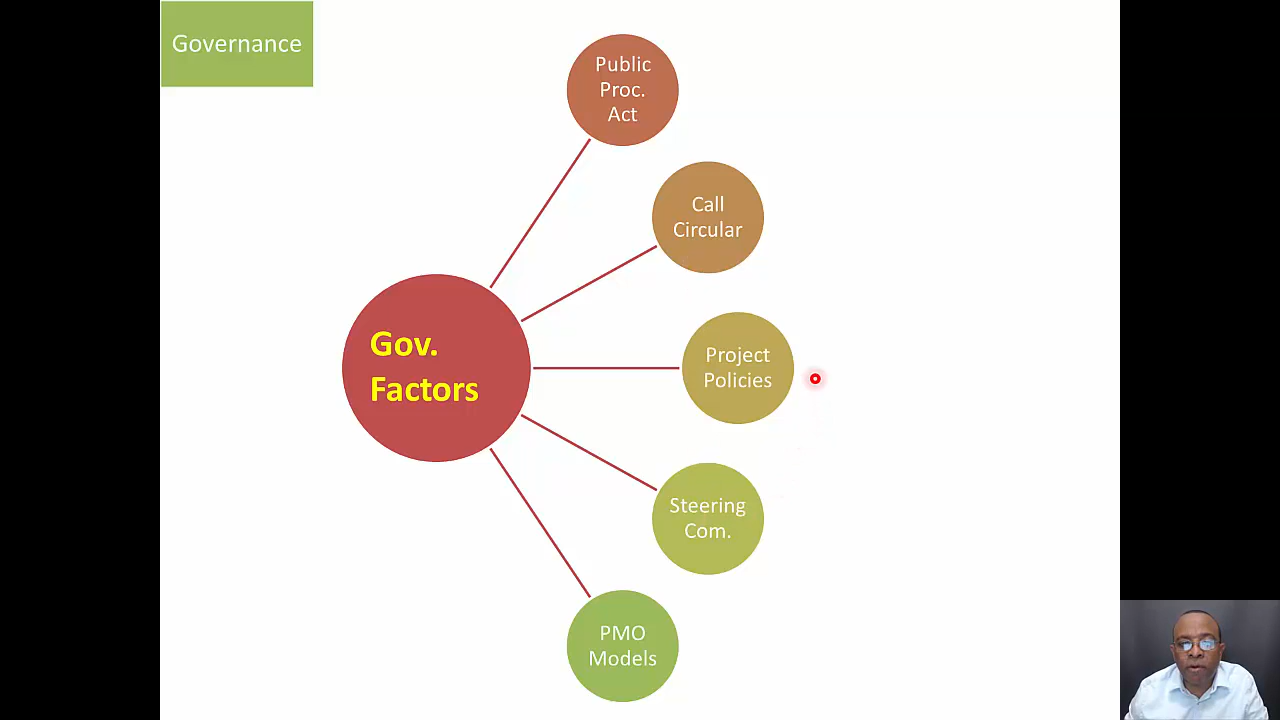 Governance
Public
Proc.
Act
Call
Circular
Gov.
Factors
Project
Policies
Steering
Com.
PMO
Models